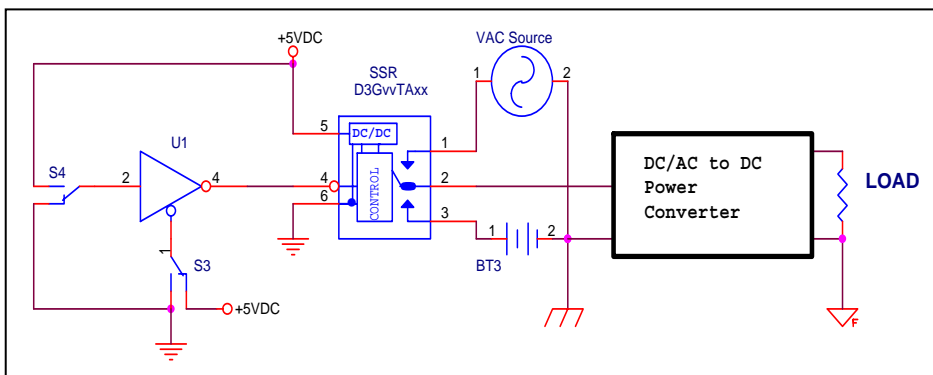 +5VDC
VAC Source
SSR
D3GvvTAxx
1
2
5
DC/DC
1
U1
S4
2
4
4
CONTROL
2
6
3
DC/AC to DC
Power
Converter
LOAD
1
2
BT3
1
S3
+5VDC
F